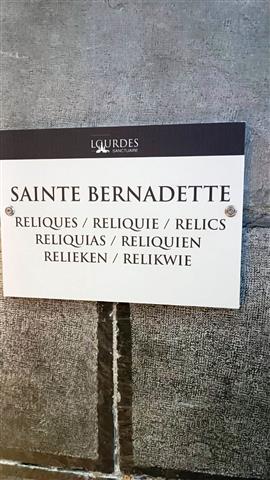 LOURDES
SANCTUAIRE
SAINTE BERNADETTE
RELIQUES / RELIQUIE / RELICS
RELIQUIAS / RELIQUIEN
RELIEKEN / RELIKWIE